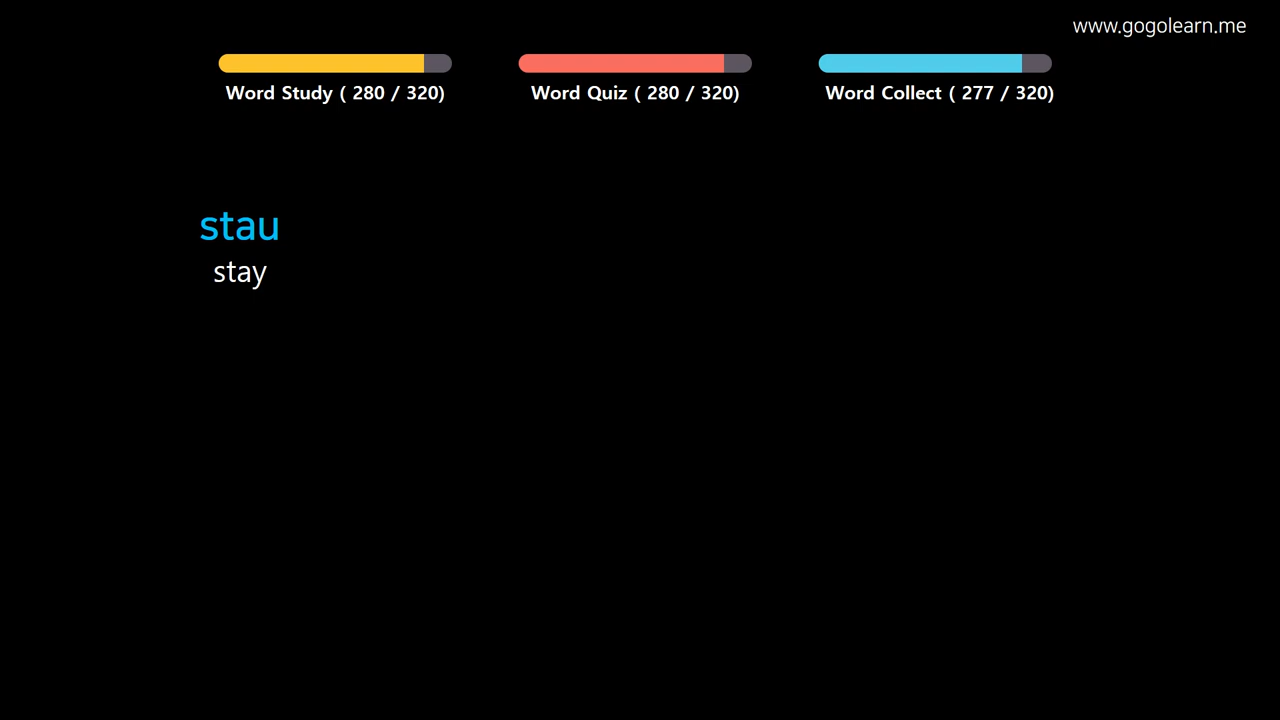 www.gogolearn.me
Word Study ( 280 / 320)
Word Quiz ( 280 / 320)
Word Collect ( 277 / 320)
stau
stay